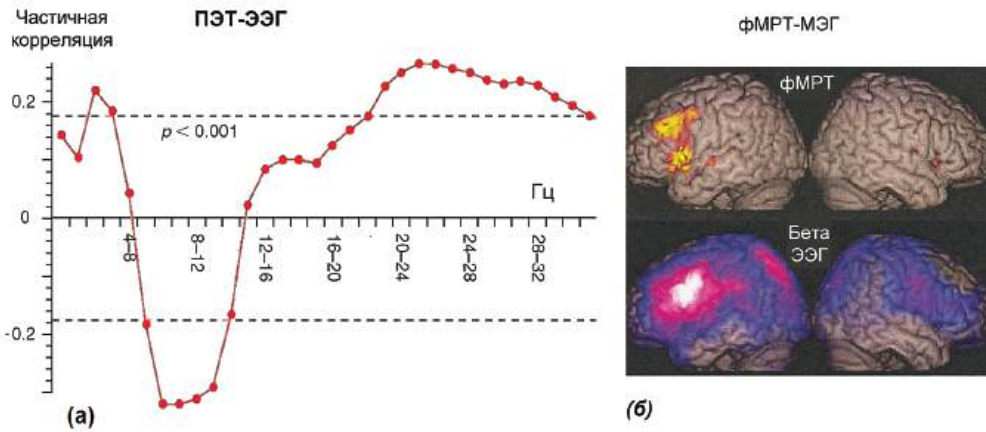 Частичная
корреляция
ПЭТ-ЭЭГ
0.2
p < 0.001
0
Гц
4–8
8–12
12–16
16–20
20–24
24–28
28–32
-0.2
(а)
фМРТ-МЭГ
фМРТ
Бета
ЭЭГ
(б)